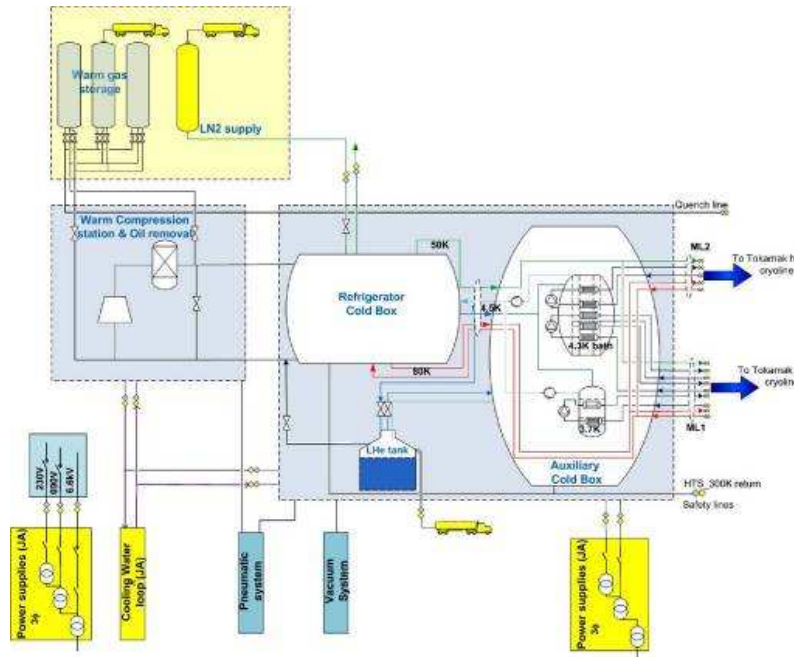 Warm gas
storage
LN2 supply
Quench line
Warm Compression
station & Oil removal
50K
ML2
To Tokamak h
cryoline
Refrigerator
Cold Box
4.5K
4.3K bath
80K
To Tokamak
cryoline
3.7K
ML1
LHe tank
Auxiliary
Cold Box
HTS_300K return
Safety lines
230V
690V
6.6kV
Power supplies (JA)
3ϕ
Cooling Water
loop (JA)
Pneumatic
system
Vacuum
System
Power supplies (JA)
3ϕ